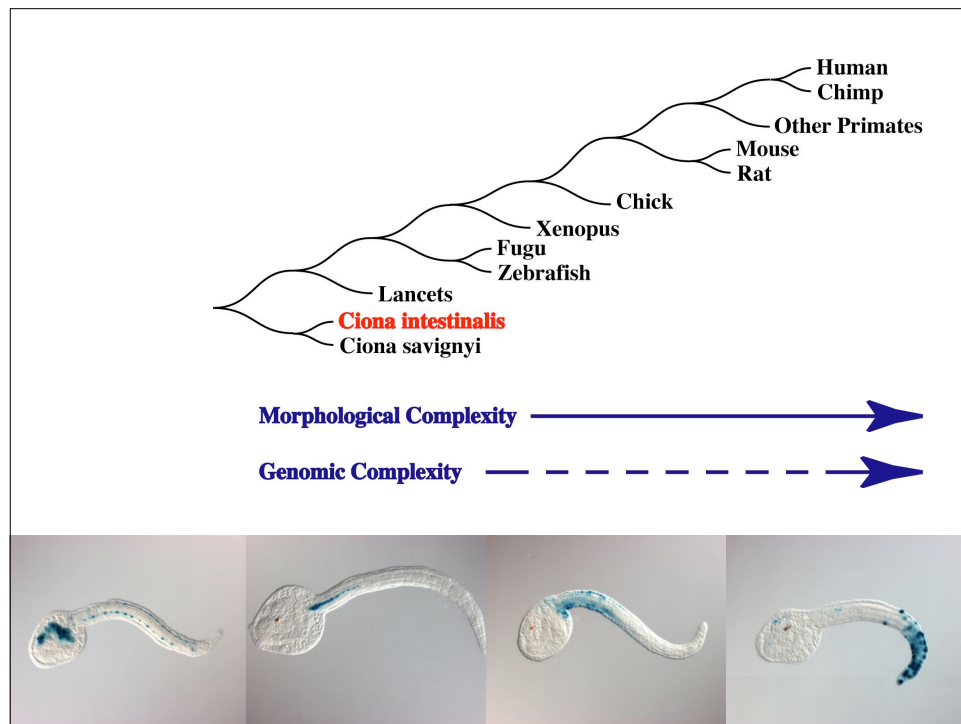 Human
Chimp
Other Primates
Mouse
Rat
Chick
Xenopus
Fugu
Zebrafish
Lancets
Ciona intestinalis
Ciona savignyi
Morphological Complexity
Genomic Complexity